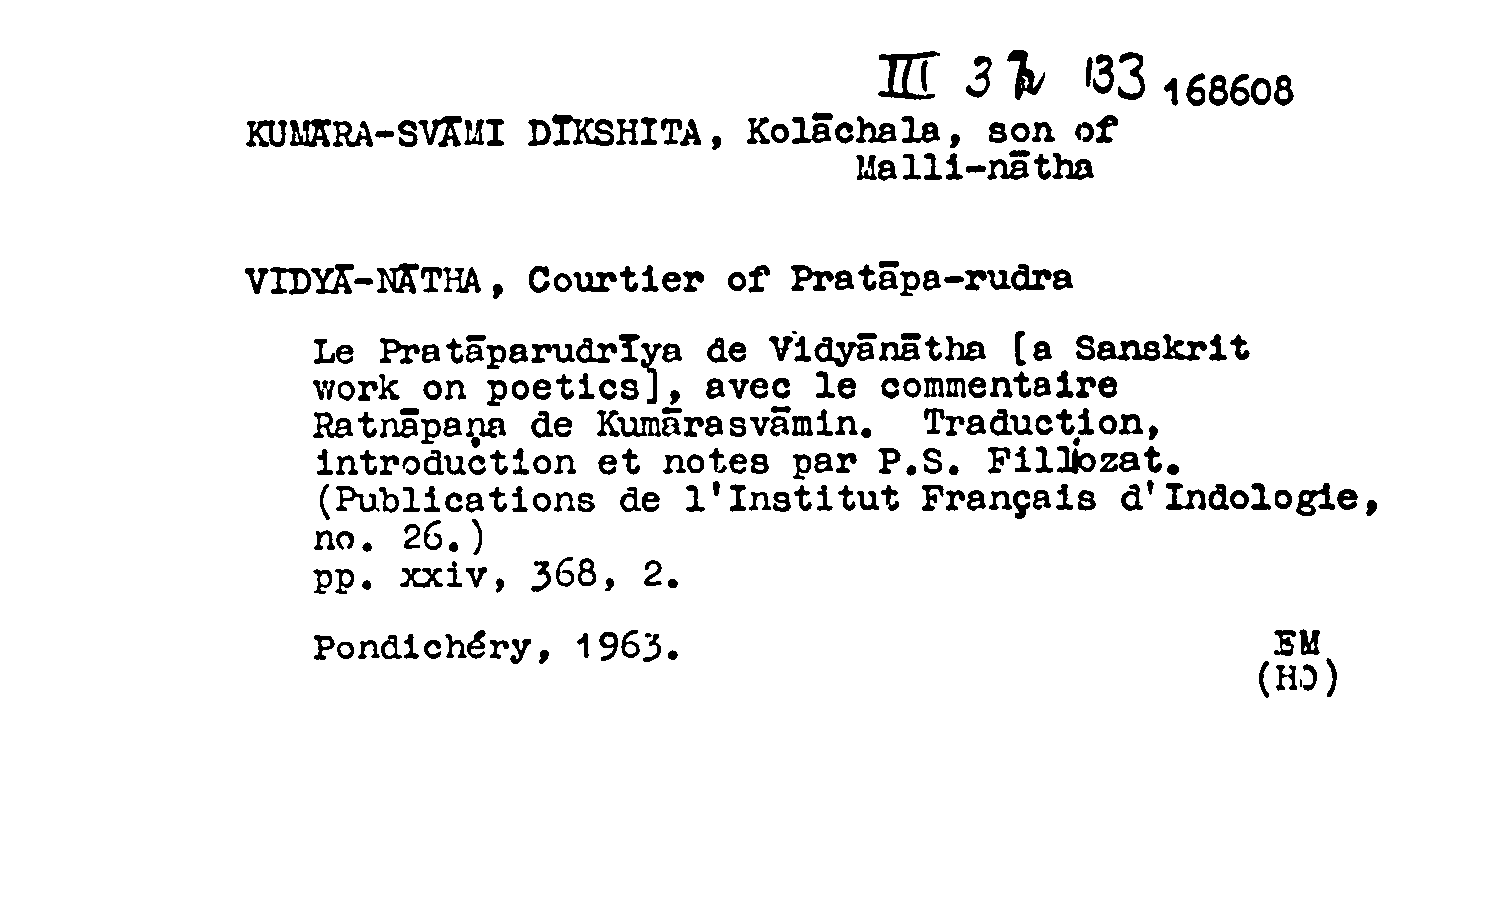 III 3 h 133 168608
KUMĀRA-SVĀMI DĪKSHITA, Kolāchala, son of
Malli-nātha
VIDYĀ-NĀTHA, Courtier of Pratāpa-rudra
Le Pratāparudrīya de Vidyānātha [a Sanskrit
work on poetics], avec le commentaire
Ratnāpaṇa de Kumārasvāmin. Traduction,
introduction et notes par P.S. Filliozat.
(Publications de l'Institut Français d'Indologie,
no. 26.)
pp. xxiv, 368, 2.
Pondichéry, 1963.
EM
(HO)